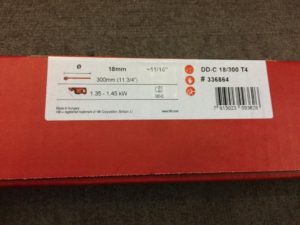 Ø
18mm
~11/16"
DD-C 18/300 T4
300mm (11 3/4")
# 336864
1.35 - 1.45 kW
Made in Hungary